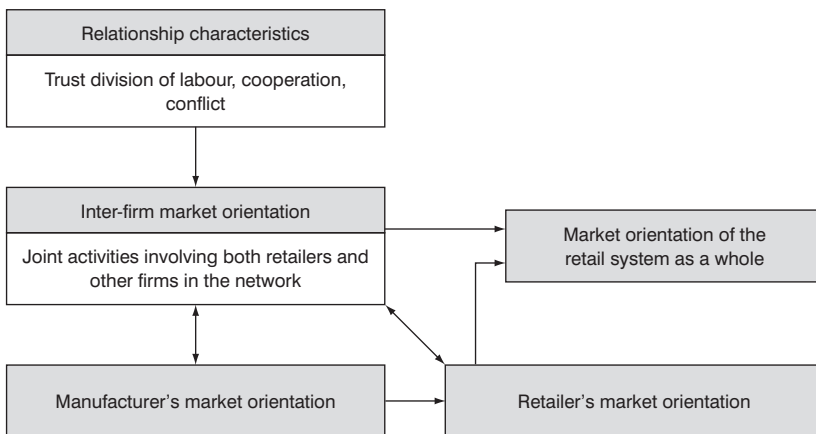 Relationship characteristics
Trust division of labour, cooperation,
conflict
Inter-firm market orientation
Joint activities involving both retailers and
other firms in the network
Market orientation of the
retail system as a whole
Manufacturer's market orientation
Retailer's market orientation